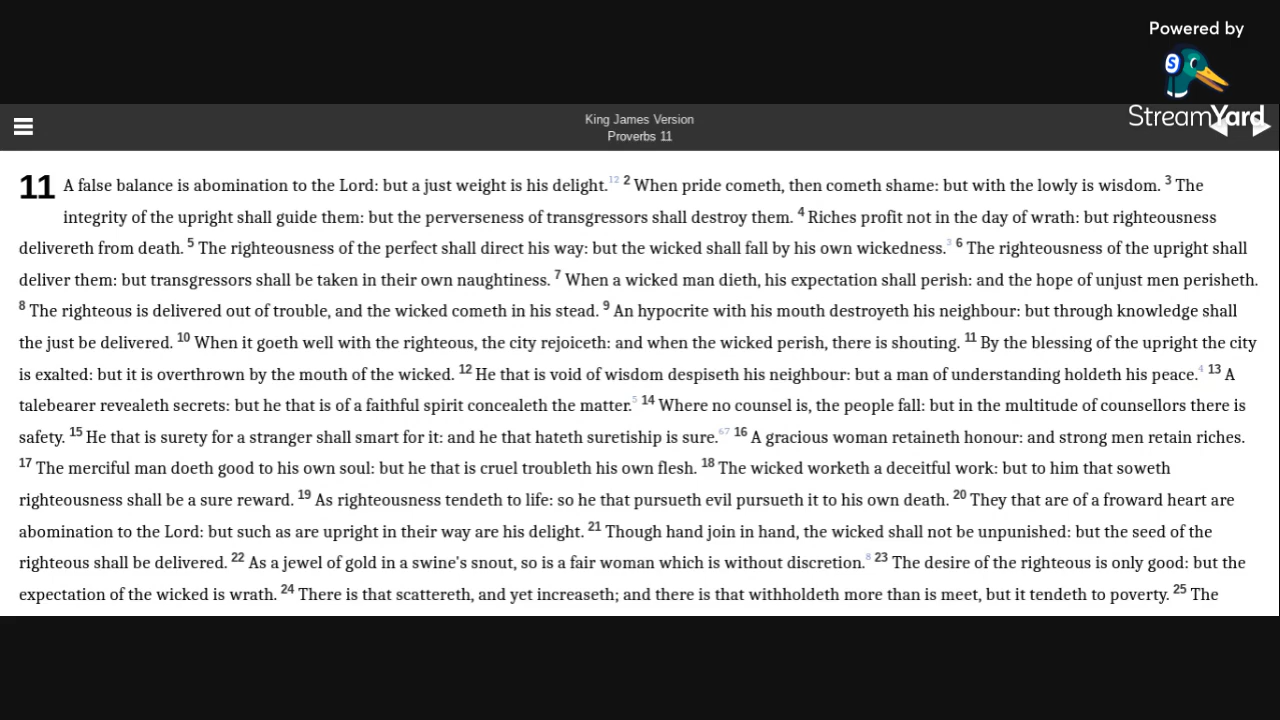 Powered by
S
StreamYard
King James Version
Proverbs 11
11 A false balance is abomination to the Lord: but a just weight is his delight.12 2 When pride cometh, then cometh shame: but with the lowly is wisdom. 3 The
integrity of the upright shall guide them: but the perverseness of transgressors shall destroy them. 4 Riches profit not in the day of wrath: but righteousness
delivereth from death. 5 The righteousness of the perfect shall direct his way: but the wicked shall fall by his own wickedness.3 6 The righteousness of the upright shall
deliver them: but transgressors shall be taken in their own naughtiness. 7 When a wicked man dieth, his expectation shall perish: and the hope of unjust men perisheth.
8 The righteous is delivered out of trouble, and the wicked cometh in his stead. 9 An hypocrite with his mouth destroyeth his neighbour: but through knowledge shall
the just be delivered. 10 When it goeth well with the righteous, the city rejoiceth: and when the wicked perish, there is shouting. 11 By the blessing of the upright the city
is exalted: but it is overthrown by the mouth of the wicked. 12 He that is void of wisdom despiseth his neighbour: but a man of understanding holdeth his peace.4 13 A
talebearer revealeth secrets: but he that is of a faithful spirit concealeth the matter.5 14 Where no counsel is, the people fall: but in the multitude of counsellors there is
safety. 15 He that is surety for a stranger shall smart for it: and he that hateth suretiship is sure.67 16 A gracious woman retaineth honour: and strong men retain riches.
17 The merciful man doeth good to his own soul: but he that is cruel troubleth his own flesh. 18 The wicked worketh a deceitful work: but to him that soweth
righteousness shall be a sure reward. 19 As righteousness tendeth to life: so he that pursueth evil pursueth it to his own death. 20 They that are of a froward heart are
abomination to the Lord: but such as are upright in their way are his delight. 21 Though hand join in hand, the wicked shall not be unpunished: but the seed of the
righteous shall be delivered. 22 As a jewel of gold in a swine's snout, so is a fair woman which is without discretion.8 23 The desire of the righteous is only good: but the
expectation of the wicked is wrath. 24 There is that scattereth, and yet increaseth; and there is that withholdeth more than is meet, but it tendeth to poverty. 25 The